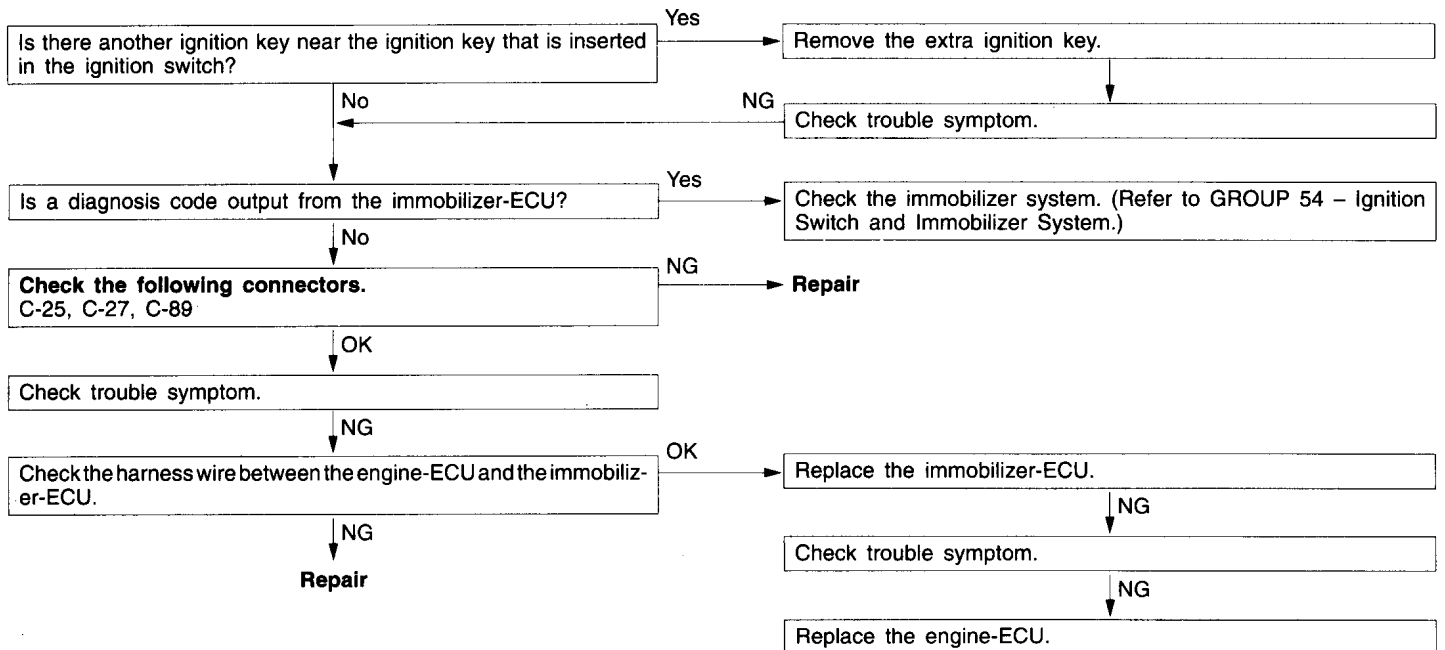 Is there another ignition key near the ignition key that is inserted
in the ignition switch?
Yes
Remove the extra ignition key.
No
NG
Check trouble symptom.
Is a diagnosis code output from the immobilizer-ECU?
Yes
Check the immobilizer system. (Refer to GROUP 54 – Ignition
Switch and Immobilizer System.)
No
Check the following connectors.
C-25, C-27, C-89
NG
Repair
OK
Check trouble symptom.
NG
Check the harness wire between the engine-ECU and the immobiliz-
er-ECU.
OK
Replace the immobilizer-ECU.
NG
Repair
NG
Check trouble symptom.
NG
Replace the engine-ECU.